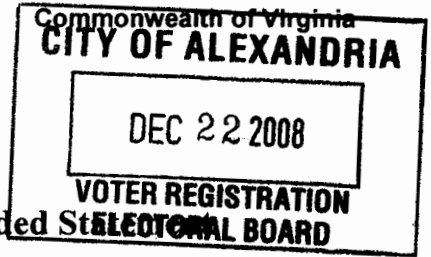 Commonwealth of Virginia
CITY OF ALEXANDRIA
DEC 22 2008
VOTER REGISTRATION
ELECTORAL BOARD